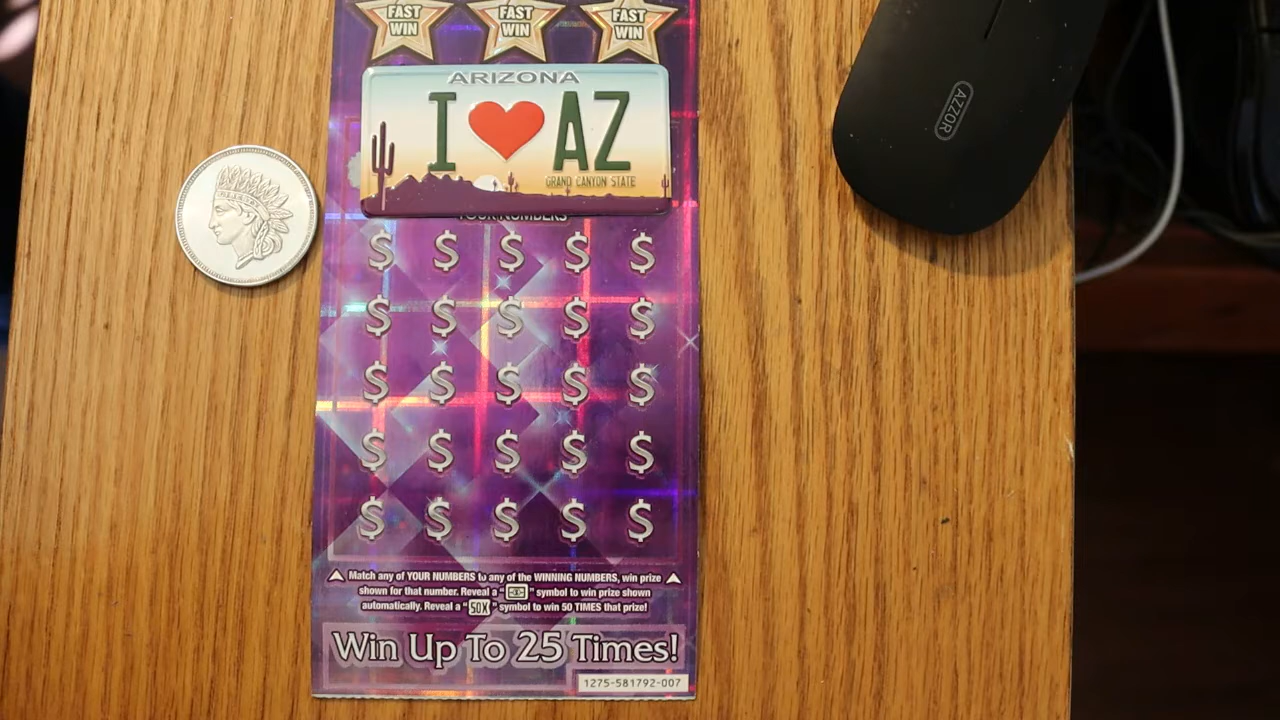 FAST WIN
FAST WIN
FAST WIN
ARIZONA
I ❤ AZ
GRAND CANYON STATE
YOUR NUMBERS
$ $ $ $ $
$ $ $ $ $
$ $ $ $ $
$ $ $ $ $
$ $ $ $ $
Match any of YOUR NUMBERS to any of the WINNING NUMBERS, win prize
shown for that number. Reveal a " " symbol to win prize shown
automatically. Reveal a "50X" symbol to win 50 TIMES that prize!
Win Up To 25 Times!
1275-581792-007
AZZOR